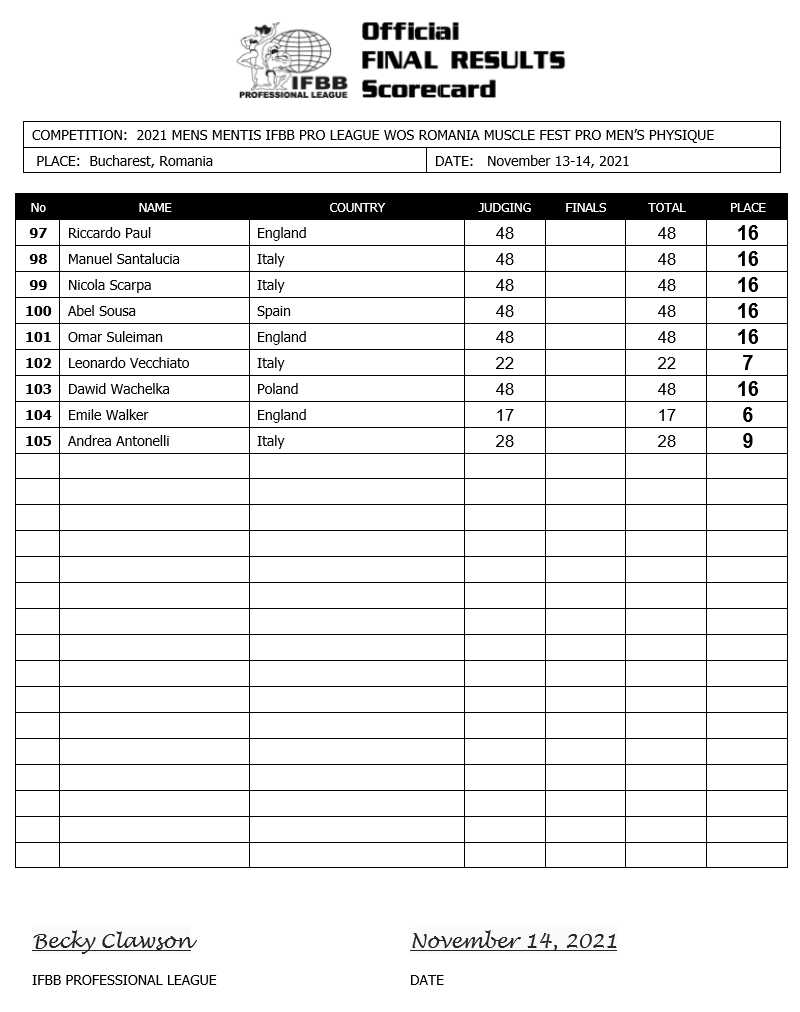 Official
FINAL RESULTS
Scorecard
IFBB
PROFESSIONAL LEAGUE
COMPETITION: 2021 MENS MENTIS IFBB PRO LEAGUE WOS ROMANIA MUSCLE FEST PRO MEN'S PHYSIQUE
PLACE: Bucharest, Romania DATE: November 13-14, 2021
No NAME COUNTRY JUDGING FINALS TOTAL PLACE
97 Riccardo Paul England 48 48 16
98 Manuel Santalucia Italy 48 48 16
99 Nicola Scarpa Italy 48 48 16
100 Abel Sousa Spain 48 48 16
101 Omar Suleiman England 48 48 16
102 Leonardo Vecchiato Italy 22 22 7
103 Dawid Wachelka Poland 48 48 16
104 Emile Walker England 17 17 6
105 Andrea Antonelli Italy 28 28 9
Becky Clawson November 14, 2021
IFBB PROFESSIONAL LEAGUE DATE